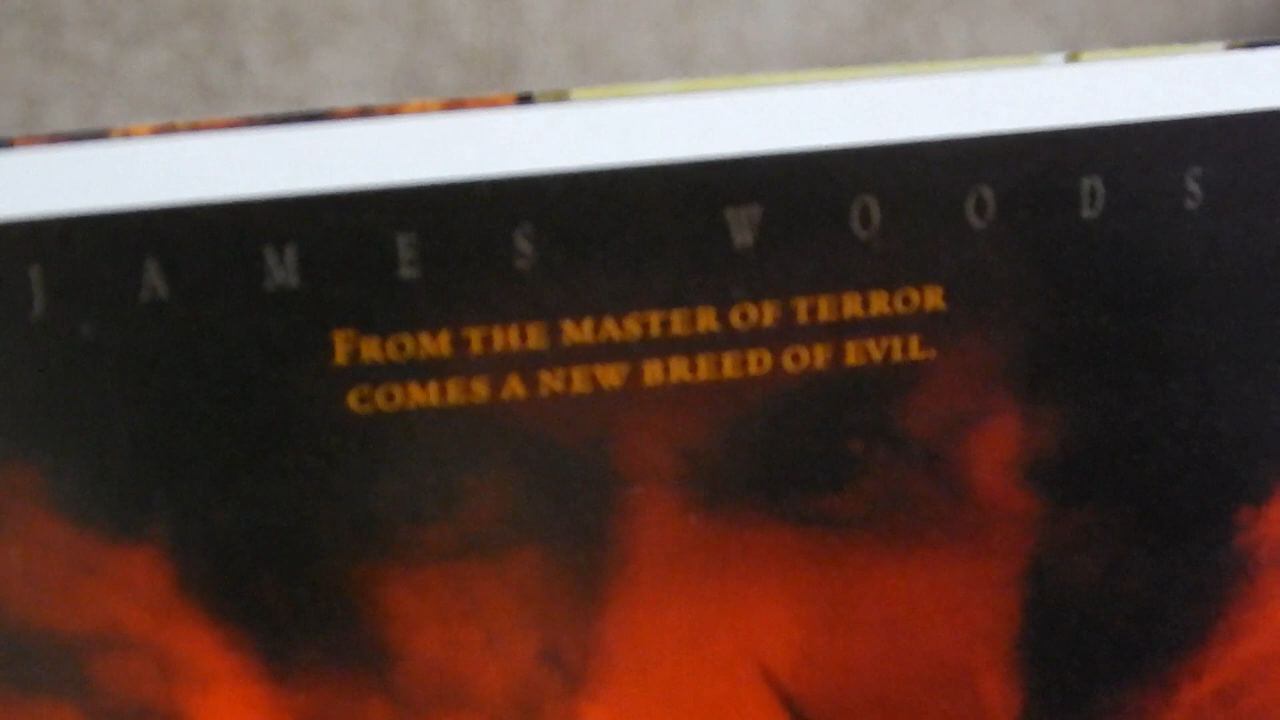 JAMES WOODS
FROM THE MASTER OF TERROR
COMES A NEW BREED OF EVIL.